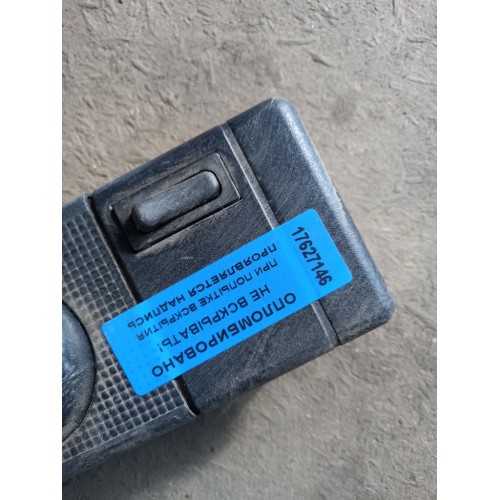 ОПЛОМБИРОВАНО
НЕ ВСКРЫВАТЬ!
ПРИ ПОПЫТКЕ ВСКРЫТИЯ
ПРОЯВЛЯЕТСЯ НАДПИСЬ
17627146